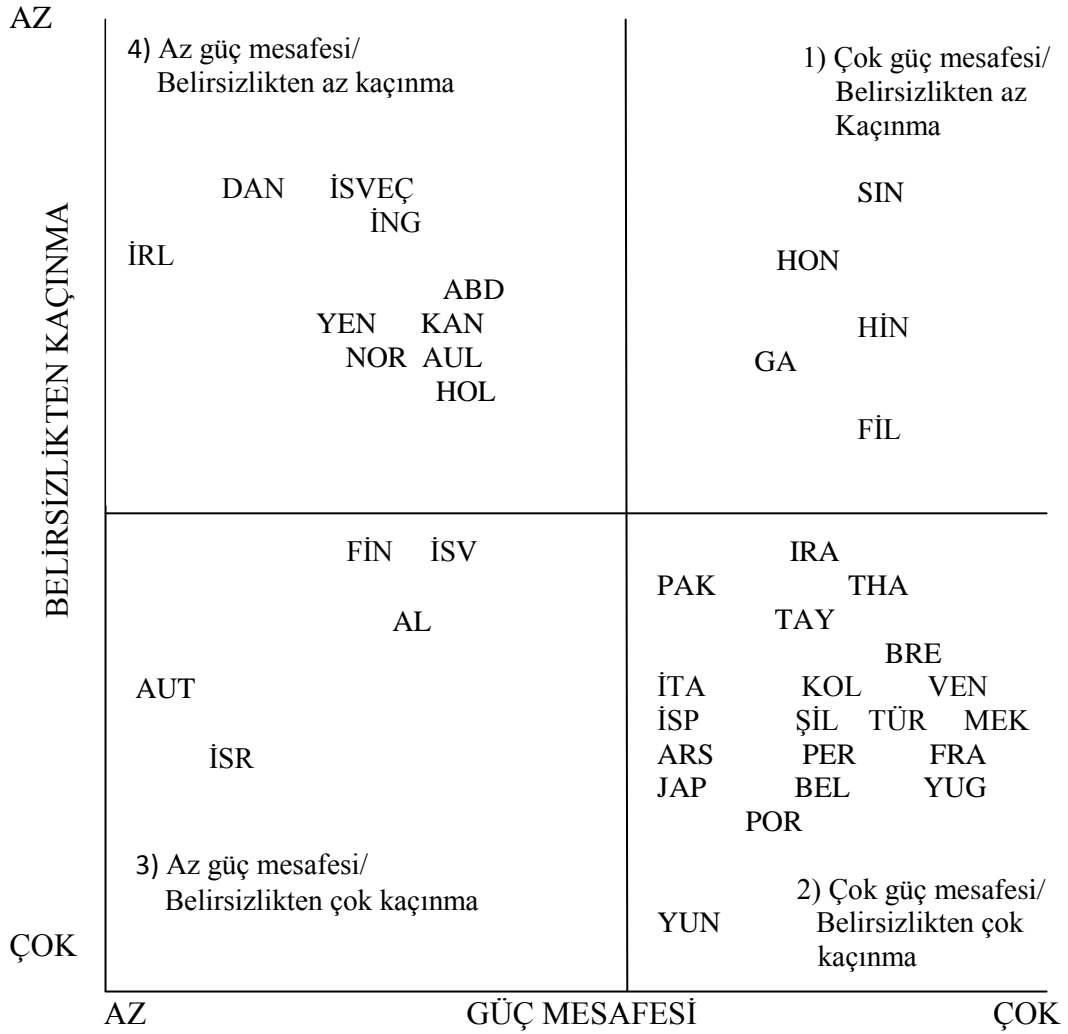 AZ
4) Az güç mesafesi/
Belirsizlikten az kaçınma
1) Çok güç mesafesi/
Belirsizlikten az
Kaçınma
DAN İSVEÇ
SIN
İNG
İRL
HON
ABD
YEN KAN
HİN
NOR AUL
GA
HOL
FİL
BELİRSİZLİKTEN KAÇINMA
FİN İSV
IRA
PAK THA
AL
TAY
BRE
AUT
İTA KOL VEN
İSP ŞİL TÜR MEK
İSR
ARS PER FRA
JAP BEL YUG
POR
3) Az güç mesafesi/
Belirsizlikten çok kaçınma
2) Çok güç mesafesi/
Belirsizlikten çok
kaçınma
YUN
ÇOK
AZ GÜÇ MESAFESİ ÇOK